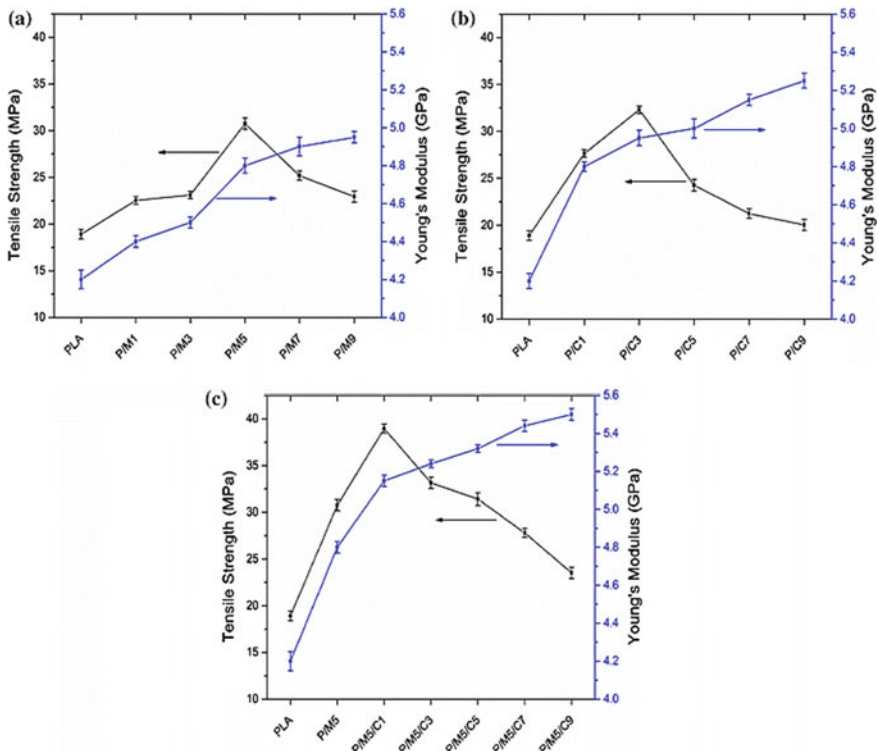 (a)
Tensile Strength (MPa)
40
35
30
25
20
15
10
5.6
5.4
5.2
5.0
4.8
4.6
4.4
4.2
4.0
Young's Modulus (GPa)
PLA
P/M1
P/M3
P/M5
P/M7
P/M9
(b)
Tensile Strength (MPa)
40
35
30
25
20
15
10
5.6
5.4
5.2
5.0
4.8
4.6
4.4
4.2
4.0
Young's Modulus (GPa)
PLA
P/C1
P/C3
P/C5
P/C7
P/C9
(c)
Tensile Strength (MPa)
40
35
30
25
20
15
10
5.6
5.4
5.2
5.0
4.8
4.6
4.4
4.2
4.0
Young's Modulus (GPa)
PLA
P/M5
P/M5/C1
P/M5/C3
P/M5/C5
P/M5/C7
P/M5/C9